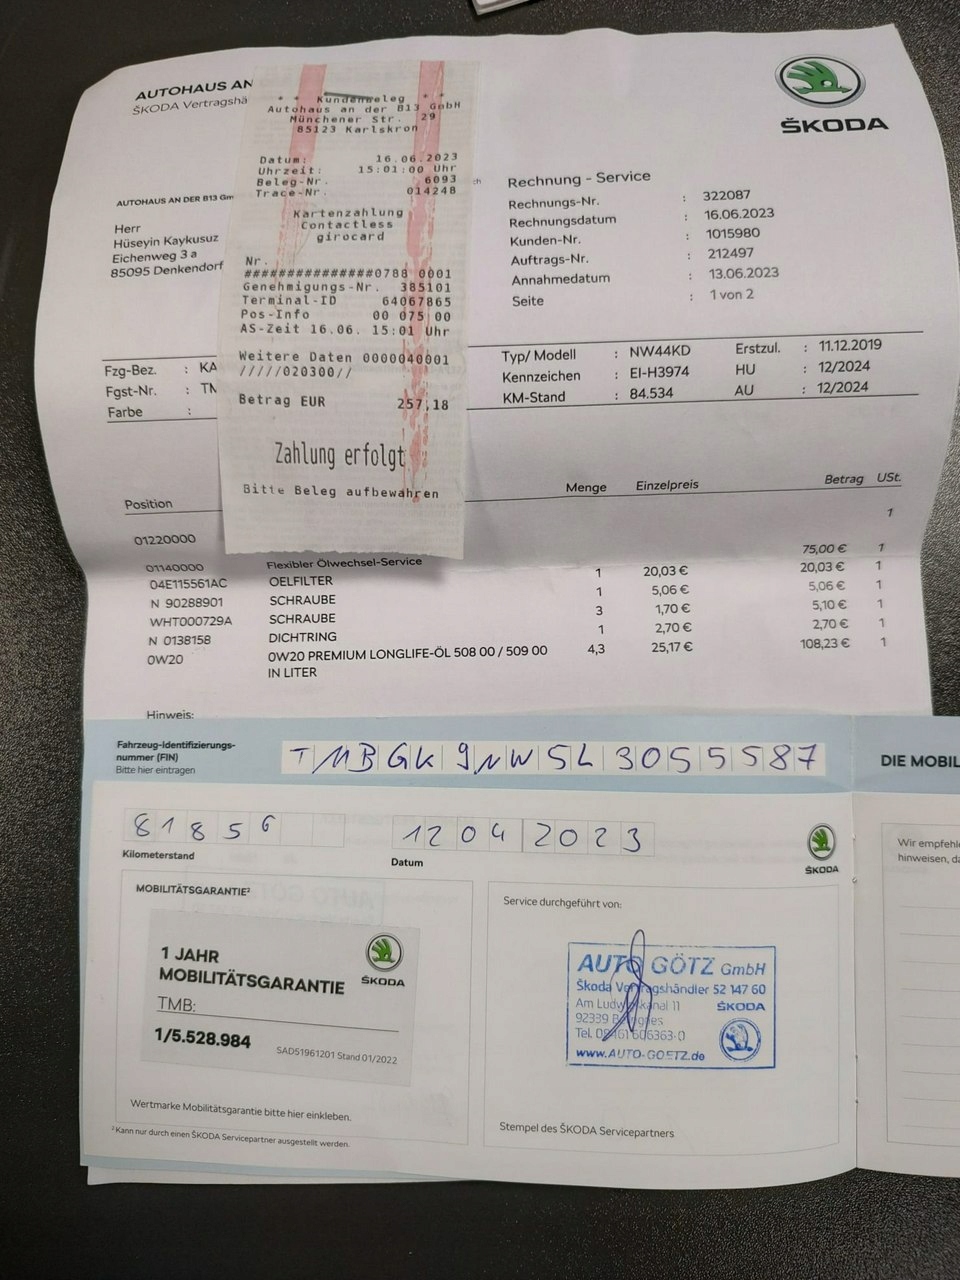 AUTOHAUS AN
ŠKODA Vertragshä
ŠKODA
* * Kundenbeleg * *
Autohaus an der B13 GmbH
Münchener Str. 29
85123 Karlskron
Datum: 16.06.2023
Uhrzeit: 15:01:00 Uhr
Beleg-Nr. 6093
Trace-Nr. 014248
Kartenzahlung
Contactless
girocard
Nr.
###############0788 0001
Genehmigungs-Nr. 385101
Terminal-ID 64067865
Pos-Info 00 075 00
AS-Zeit 16.06. 15:01 Uhr
Weitere Daten 0000040001
/////020300//
Betrag EUR 257,18
Zahlung erfolgt
Bitte Beleg aufbewahren
AUTOHAUS AN DER B13 Gm
ch
Herr
Hüseyin Kaykusuz
Eichenweg 3 a
85095 Denkendorf
Rechnung - Service
Rechnungs-Nr. : 322087
Rechnungsdatum : 16.06.2023
Kunden-Nr. : 1015980
Auftrags-Nr. : 212497
Annahmedatum : 13.06.2023
Seite : 1 von 2
Fzg-Bez. : KA
Fgst-Nr. : TM
Farbe :
Typ/ Modell : NW44KD Erstzul. : 11.12.2019
Kennzeichen : EI-H3974 HU : 12/2024
KM-Stand : 84.534 AU : 12/2024
Position Menge Einzelpreis Betrag USt.
01220000 1
01140000 Flexibler Ölwechsel-Service 75,00 € 1
04E115561AC OELFILTER 1 20,03 € 20,03 € 1
N 90288901 SCHRAUBE 1 5,06 € 5,06 € 1
WHT000729A SCHRAUBE 3 1,70 € 5,10 € 1
N 0138158 DICHTRING 1 2,70 € 2,70 € 1
0W20 0W20 PREMIUM LONGLIFE-ÖL 508 00 / 509 00 4,3 25,17 € 108,23 € 1
IN LITER
Hinweis:
Fahrzeug-Identifizierungs-
nummer (FIN)
Bitte hier eintragen
TMBGK9NW5L3055587
DIE MOBIL
81856
12 04 2023
Kilometerstand
Datum
ŠKODA
Wir empfehle
hinweisen, da
MOBILITÄTSGARANTIE²
1 JAHR
MOBILITÄTSGARANTIE
ŠKODA
TMB:
1/5.528.984
SAD51961201 Stand 01/2022
Wertmarke Mobilitätsgarantie bitte hier einkleben.
² Kann nur durch einen ŠKODA Servicepartner ausgestellt werden.
Service durchgeführt von:
AUTO GÖTZ GmbH
Škoda Vertragshändler 52 147 60
Am Ludwigskanal 11
ŠKODA
92339
Tel.
www.AUTO-GOETZ.de
Stempel des ŠKODA Servicepartners